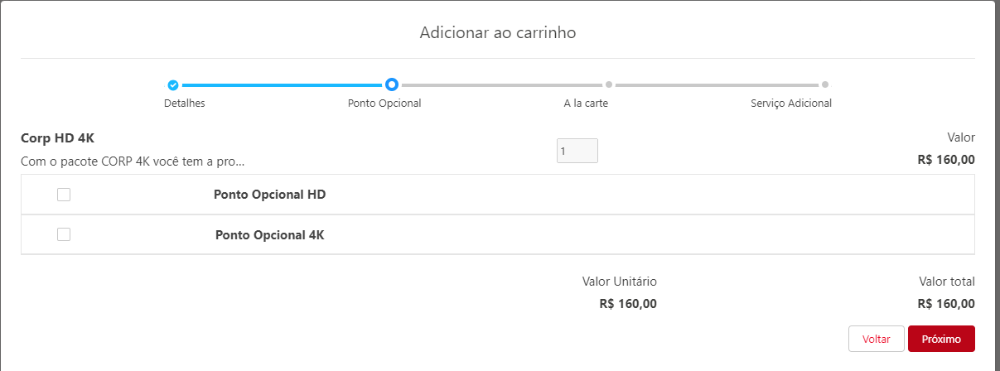 Adicionar ao carrinho
Detalhes
Ponto Opcional
A la carte
Serviço Adicional
Corp HD 4K
1
Valor
Com o pacote CORP 4K você tem a pro...
R$ 160,00
Ponto Opcional HD
Ponto Opcional 4K
Valor Unitário
Valor total
R$ 160,00
R$ 160,00
Voltar
Próximo